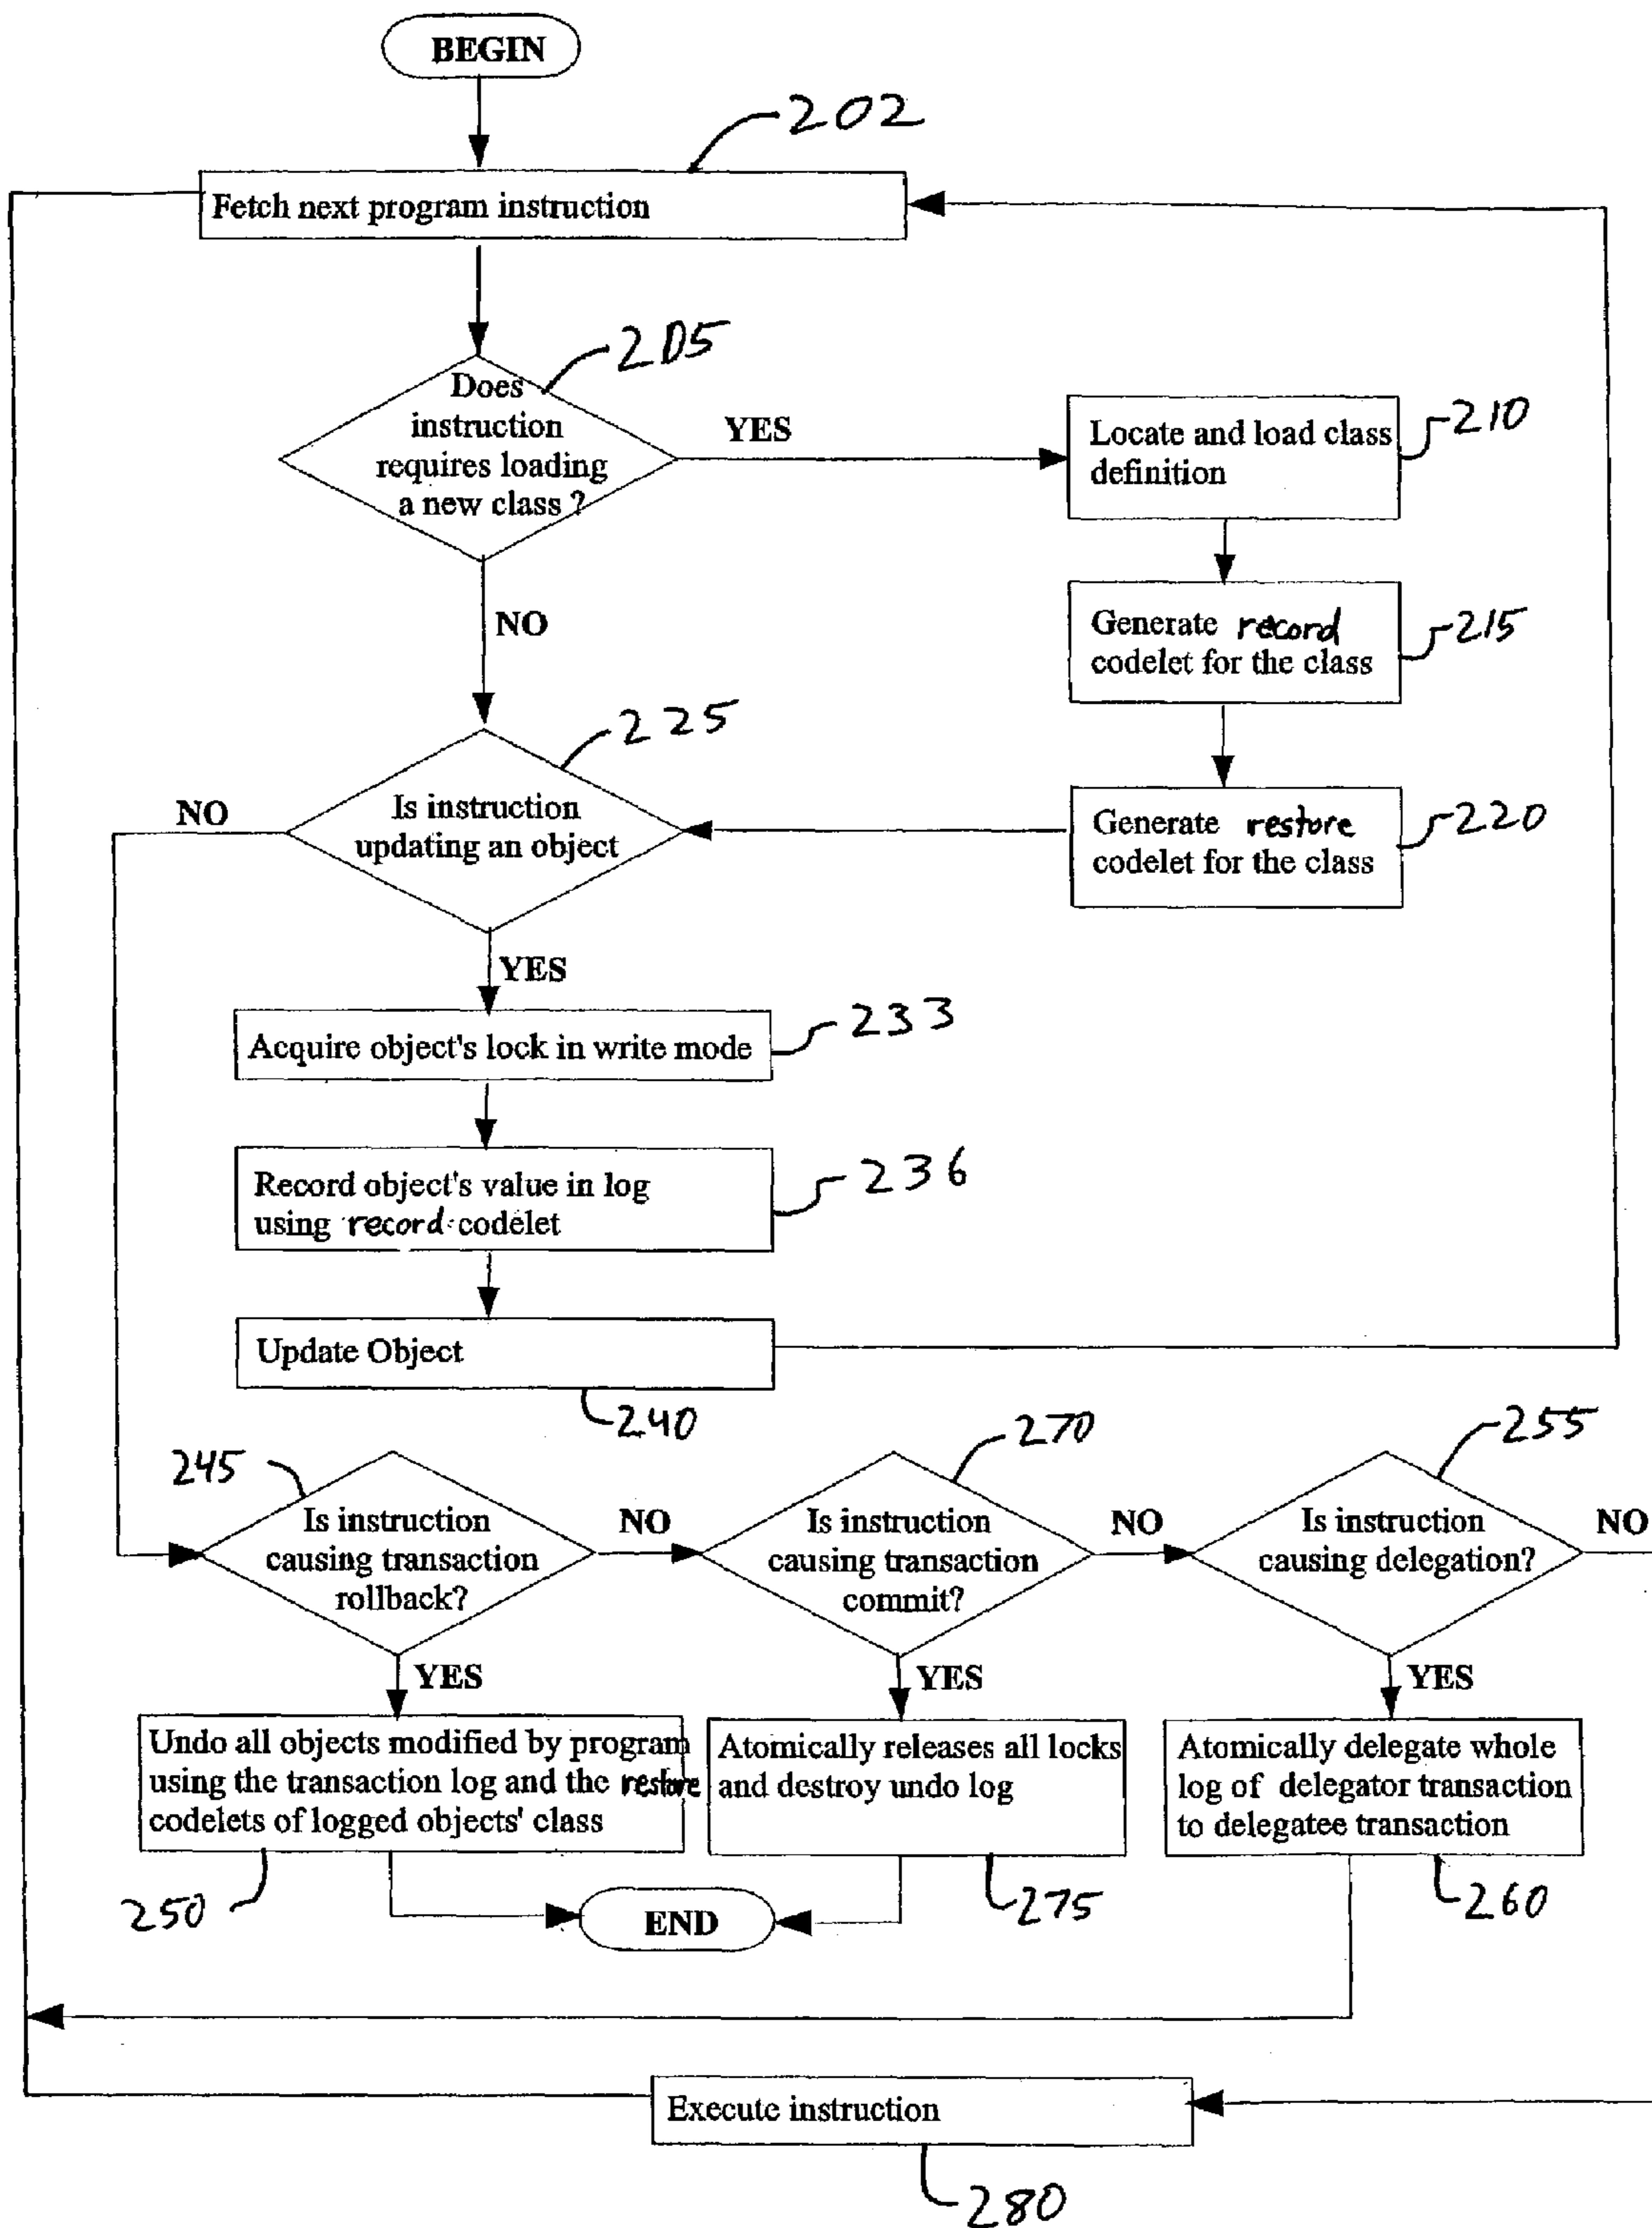 BEGIN
202
Fetch next program instruction
205
Does
instruction
requires loading
a new class ?
YES
Locate and load class
definition
210
NO
Generate record
codelet for the class
215
225
Is instruction
updating an object
NO
Generate restore
codelet for the class
220
YES
Acquire object's lock in write mode
233
Record object's value in log
using record codelet
236
Update Object
240
245
Is instruction
causing transaction
rollback?
NO
270
Is instruction
causing transaction
commit?
NO
255
Is instruction
causing delegation?
NO
YES
YES
YES
Undo all objects modified by program
using the transaction log and the restore
codelets of logged objects' class
250
Atomically releases all locks
and destroy undo log
275
Atomically delegate whole
log of delegator transaction
to delegatee transaction
260
END
Execute instruction
280